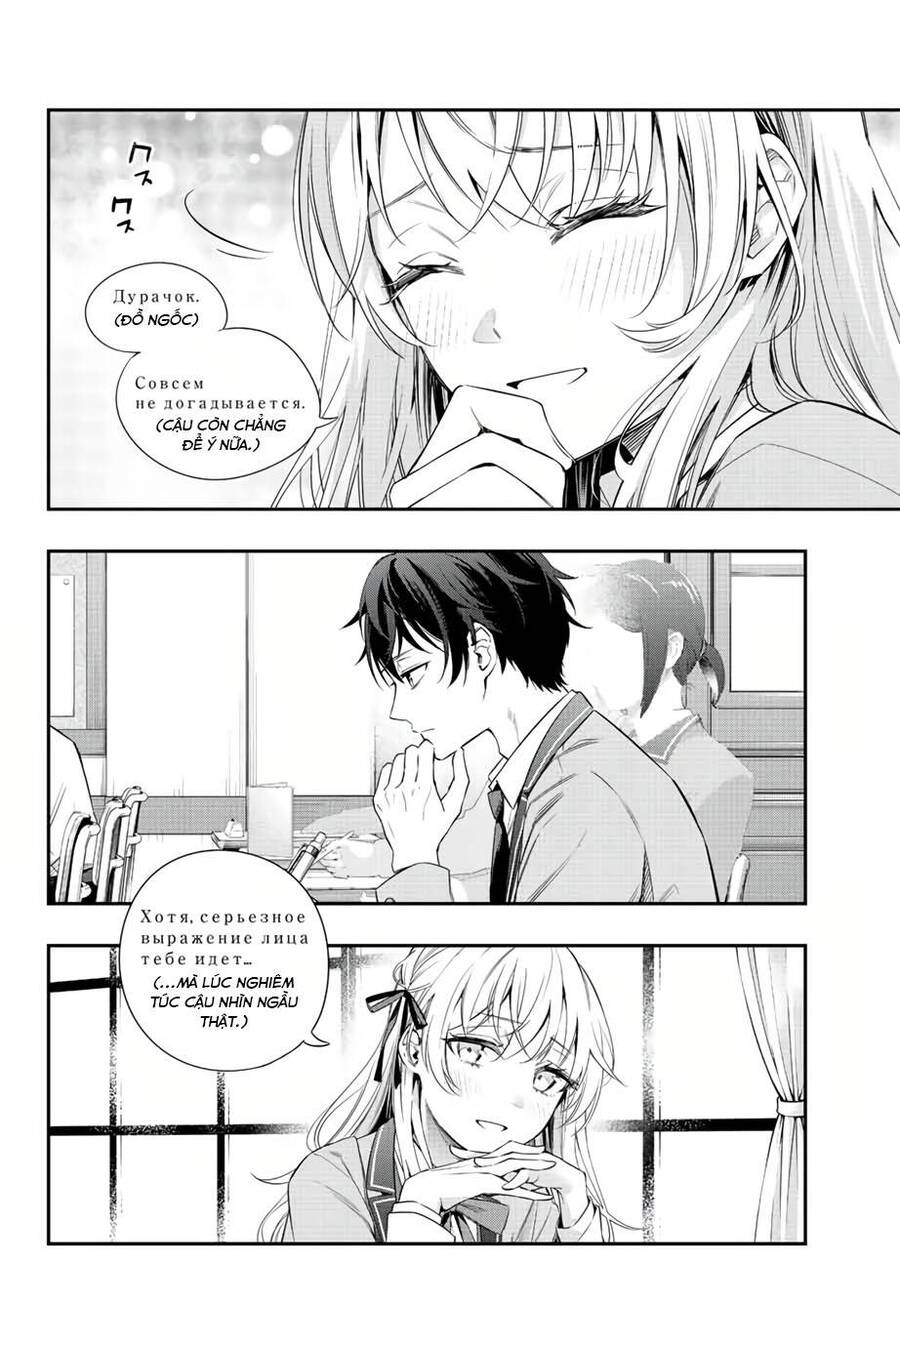 クス
クス
Дурачок.
(ĐỒ NGỐC)
Совсем
не догадывается.
(CẬU CÒN CHẲNG
ĐỂ Ý NỮA.)
Хотя, серьезное
выражение лица
тебе идет...
(...MÀ LÚC NGHIÊM
TÚC CẬU NHÌN NGẦU
THẬT.)